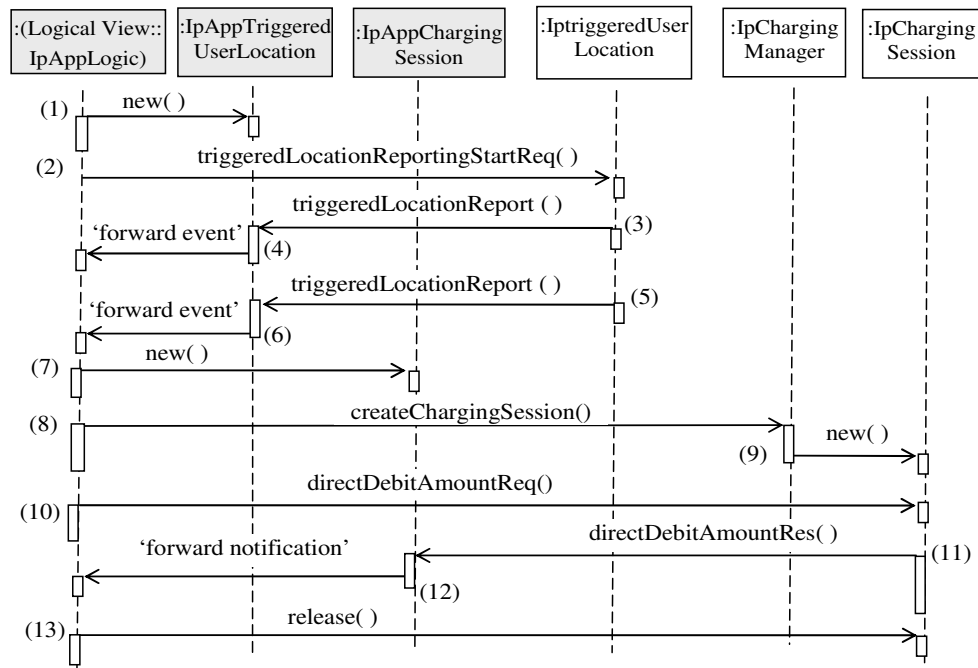 :(Logical View::
IpAppLogic)
:IpAppTriggered
UserLocation
:IpAppCharging
Session
:IptriggeredUser
Location
:IpCharging
Manager
:IpCharging
Session
(1)
new( )
(2)
triggeredLocationReportingStartReq( )
triggeredLocationReport ( )
(3)
‘forward event’
(4)
triggeredLocationReport ( )
(5)
‘forward event’
(6)
(7)
new( )
(8)
createChargingSession()
(9)
new( )
(10)
directDebitAmountReq()
directDebitAmountRes( )
(11)
‘forward notification’
(12)
(13)
release( )